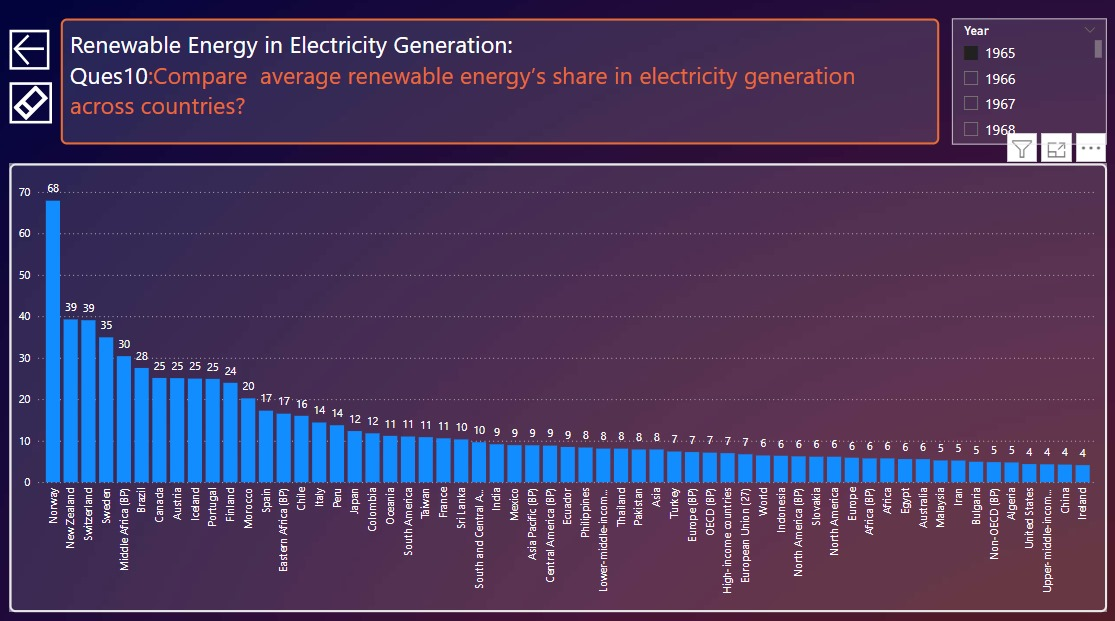 Renewable Energy in Electricity Generation:
Ques10:Compare  average renewable energy's share in electricity generation
across countries?
Year
1965
1966
1967
1968
70
60
50
40
30
20
10
0
68
39
39
35
30
28
25
25
25
25
24
20
17
17
16
14
14
12
12
11
11
11
11
10
10
9
9
9
9
9
8
8
8
8
8
7
7
7
7
7
6
6
6
6
6
6
6
6
6
6
5
5
5
5
5
4
4
4
4
Norway
New Zealand
Switzerland
Sweden
Middle Africa (BP)
Brazil
Canada
Austria
Iceland
Portugal
Finland
Morocco
Spain
Eastern Africa (BP)
Chile
Italy
Peru
Japan
Colombia
Oceania
South America
Taiwan
France
Sri Lanka
South and Central A...
India
Mexico
Asia Pacific (BP)
Central America (BP)
Ecuador
Philippines
Lower-middle-incom...
Thailand
Pakistan
Asia
Turkey
Europe (BP)
OECD (BP)
High-income countries
European Union (27)
World
Indonesia
North America (BP)
Slovakia
North America
Europe
Africa (BP)
Africa
Egypt
Australia
Malaysia
Iran
Bulgaria
Non-OECD (BP)
Algeria
United States
Upper-middle-incom...
China
Ireland